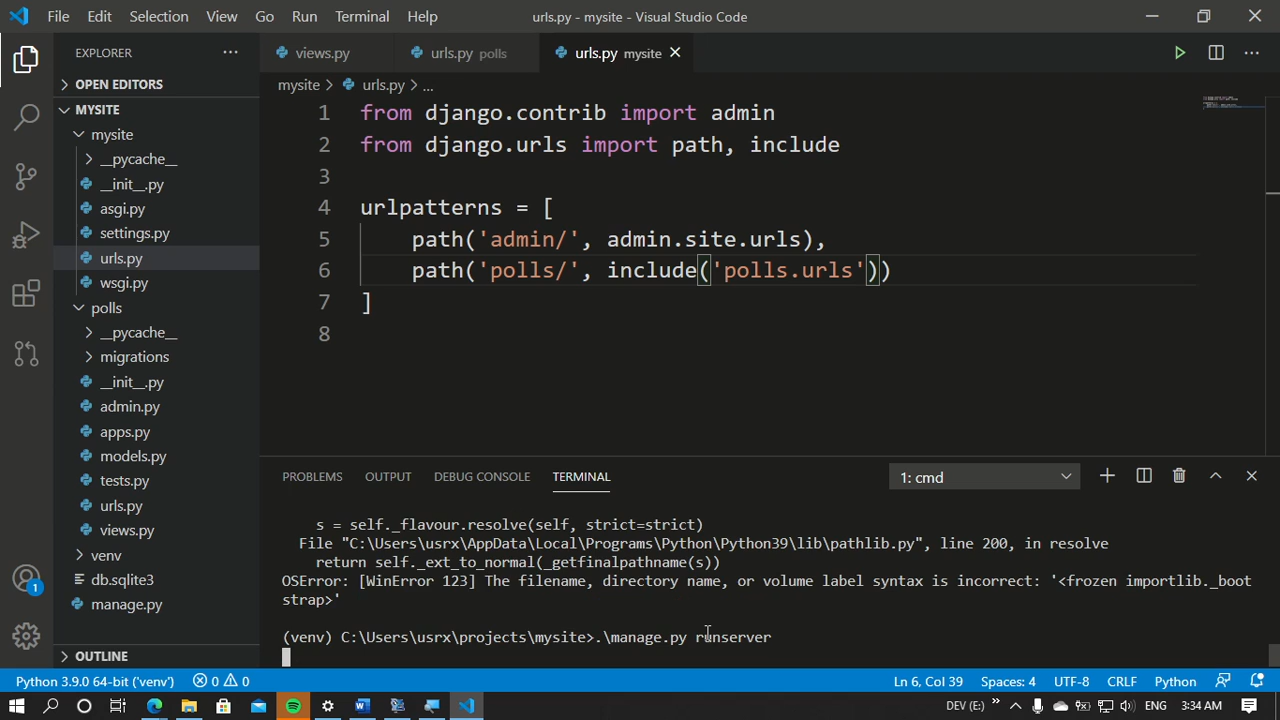 File Edit Selection View Go Run Terminal Help urls.py - mysite - Visual Studio Code
EXPLORER
OPEN EDITORS
MYSITE
mysite
__pycache__
__init__.py
asgi.py
settings.py
urls.py
wsgi.py
polls
__pycache__
migrations
__init__.py
admin.py
apps.py
models.py
tests.py
urls.py
views.py
venv
db.sqlite3
manage.py
OUTLINE
views.py urls.py polls urls.py mysite
mysite > urls.py > ...
1 from django.contrib import admin
2 from django.urls import path, include
3
4 urlpatterns = [
5 path('admin/', admin.site.urls),
6 path('polls/', include('polls.urls'))
7 ]
8
PROBLEMS OUTPUT DEBUG CONSOLE TERMINAL 1: cmd
s = self._flavour.resolve(self, strict=strict)
File "C:\Users\usrx\AppData\Local\Programs\Python\Python39\lib\pathlib.py", line 200, in resolve
return self._ext_to_normal(_getfinalpathname(s))
OSError: [WinError 123] The filename, directory name, or volume label syntax is incorrect: '<frozen importlib._boot
strap>'
(venv) C:\Users\usrx\projects\mysite>.\manage.py runserver
1
Python 3.9.0 64-bit ('venv') 0 0 Ln 6, Col 39 Spaces: 4 UTF-8 CRLF Python
DEV (E:) ENG 3:34 AM